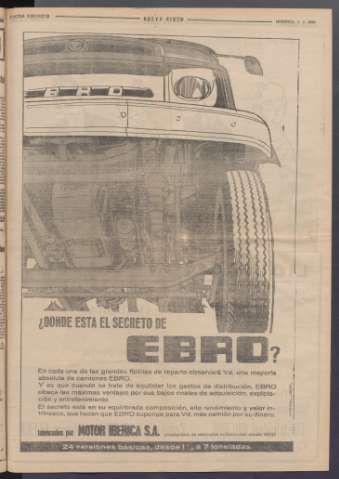 NUEVA RIOJA
EBRO
¿DONDE ESTA EL SECRETO DE
EBRO?
En cada una de las grandes flotillas de reparto observará Vd. una mayoría
absoluta de camiones EBRO.
Y es que cuando se trata de equilibrar los gastos de distribución, EBRO
ofrece las máximas ventajas por sus bajos costes de adquisición, explota-
ción y entretenimiento.
El secreto está en su equilibrada composición, alto rendimiento y valor in-
trínseco, que hacen que EBRO suponga para Vd. más camión por su dinero.
fabricados por MOTOR IBERICA S.A.
24 versiones básicas, desde 1 a 7 toneladas.